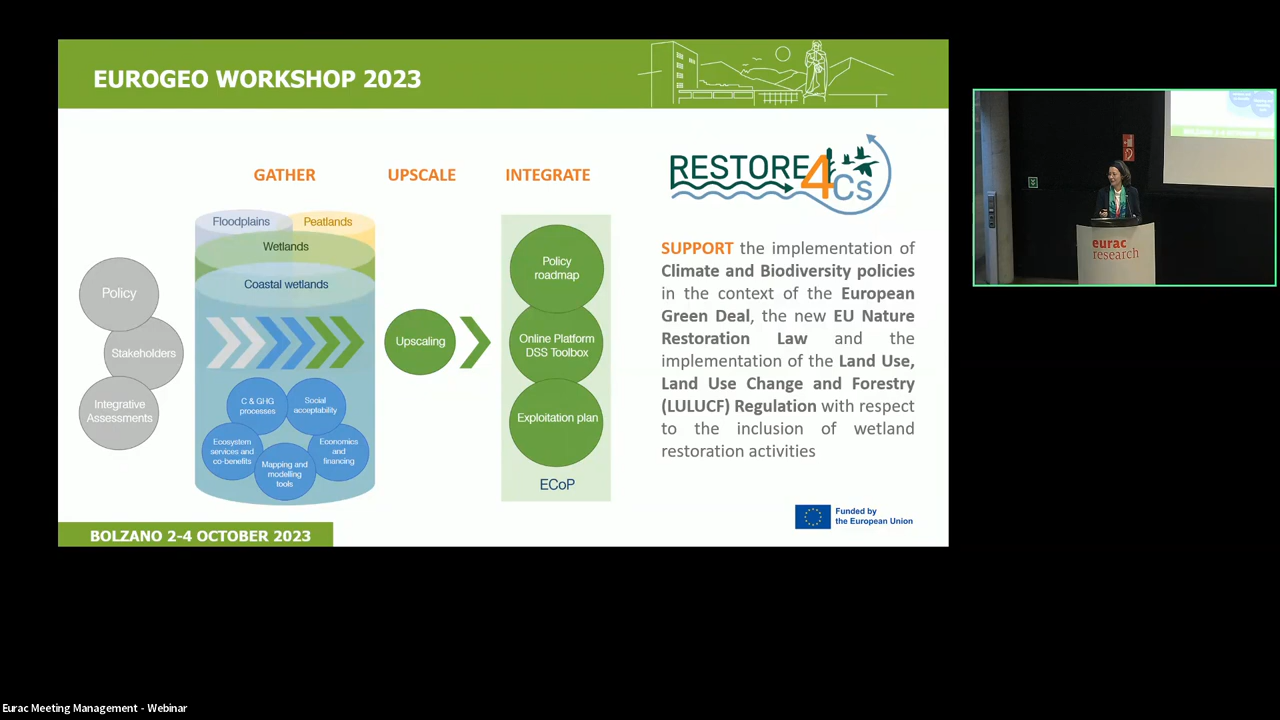 EUROGEO WORKSHOP 2023
GATHER
UPSCALE
INTEGRATE
Floodplains
Peatlands
Wetlands
Coastal wetlands
Policy
Stakeholders
Integrative
Assessments
C & GHG
processes
Social
acceptability
Ecosystem
services and
co-benefits
Mapping and
modelling
tools
Economics
and
financing
Upscaling
Policy
roadmap
Online Platform
DSS Toolbox
Exploitation plan
ECoP
RESTORE4Cs
SUPPORT the implementation of
Climate and Biodiversity policies
in the context of the European
Green Deal, the new EU Nature
Restoration Law and the
implementation of the Land Use,
Land Use Change and Forestry
(LULUCF) Regulation with respect
to the inclusion of wetland
restoration activities
Funded by
the European Union
BOLZANO 2-4 OCTOBER 2023
eurac
research
Eurac Meeting Management - Webinar